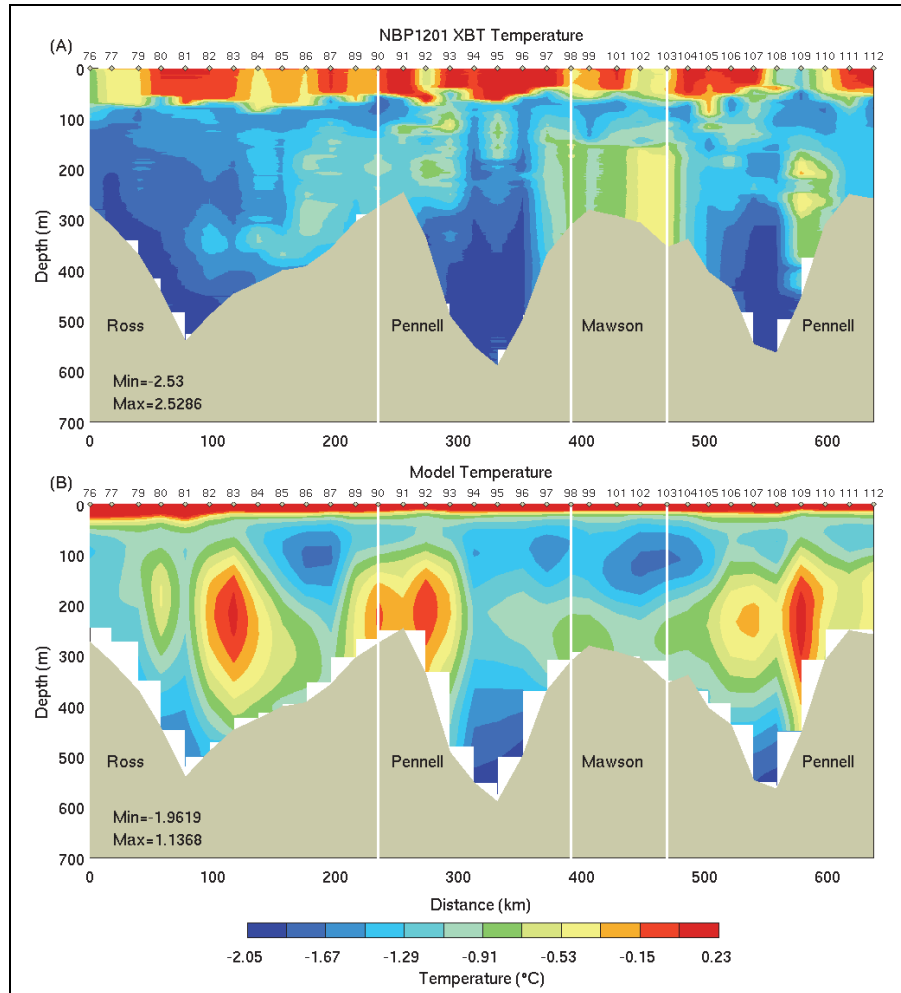 NBP1201 XBT Temperature
(A)
76 77 79 80 81 82 83 84 85 86 87 88 90 91 92 93 94 95 96 97 98 99 101 102 103 104 105 106 107 108 109 110 111 112
0
100
200
300
400
500
600
700
Depth (m)
Ross
Pennell
Mawson
Pennell
Min=-2.53
Max=2.5286
0 100 200 300 400 500 600
Model Temperature
(B)
76 77 79 80 81 82 83 84 85 86 87 88 90 91 92 93 94 95 96 97 98 99 101 102 103 104 105 106 107 108 109 110 111 112
0
100
200
300
400
500
600
700
Depth (m)
Ross
Pennell
Mawson
Pennell
Min=-1.9619
Max=1.1368
0 100 200 300 400 500 600
Distance (km)
-2.05 -1.67 -1.29 -0.91 -0.53 -0.15 0.23
Temperature (°C)